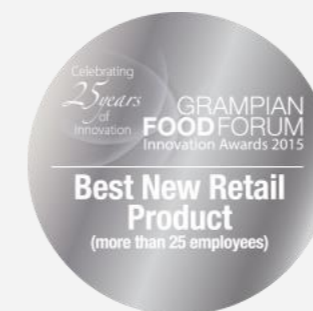 Celebrating
25years
of
Innovation
GRAMPIAN
FOODFORUM
Innovation Awards 2015
Best New Retail
Product
(more than 25 employees)